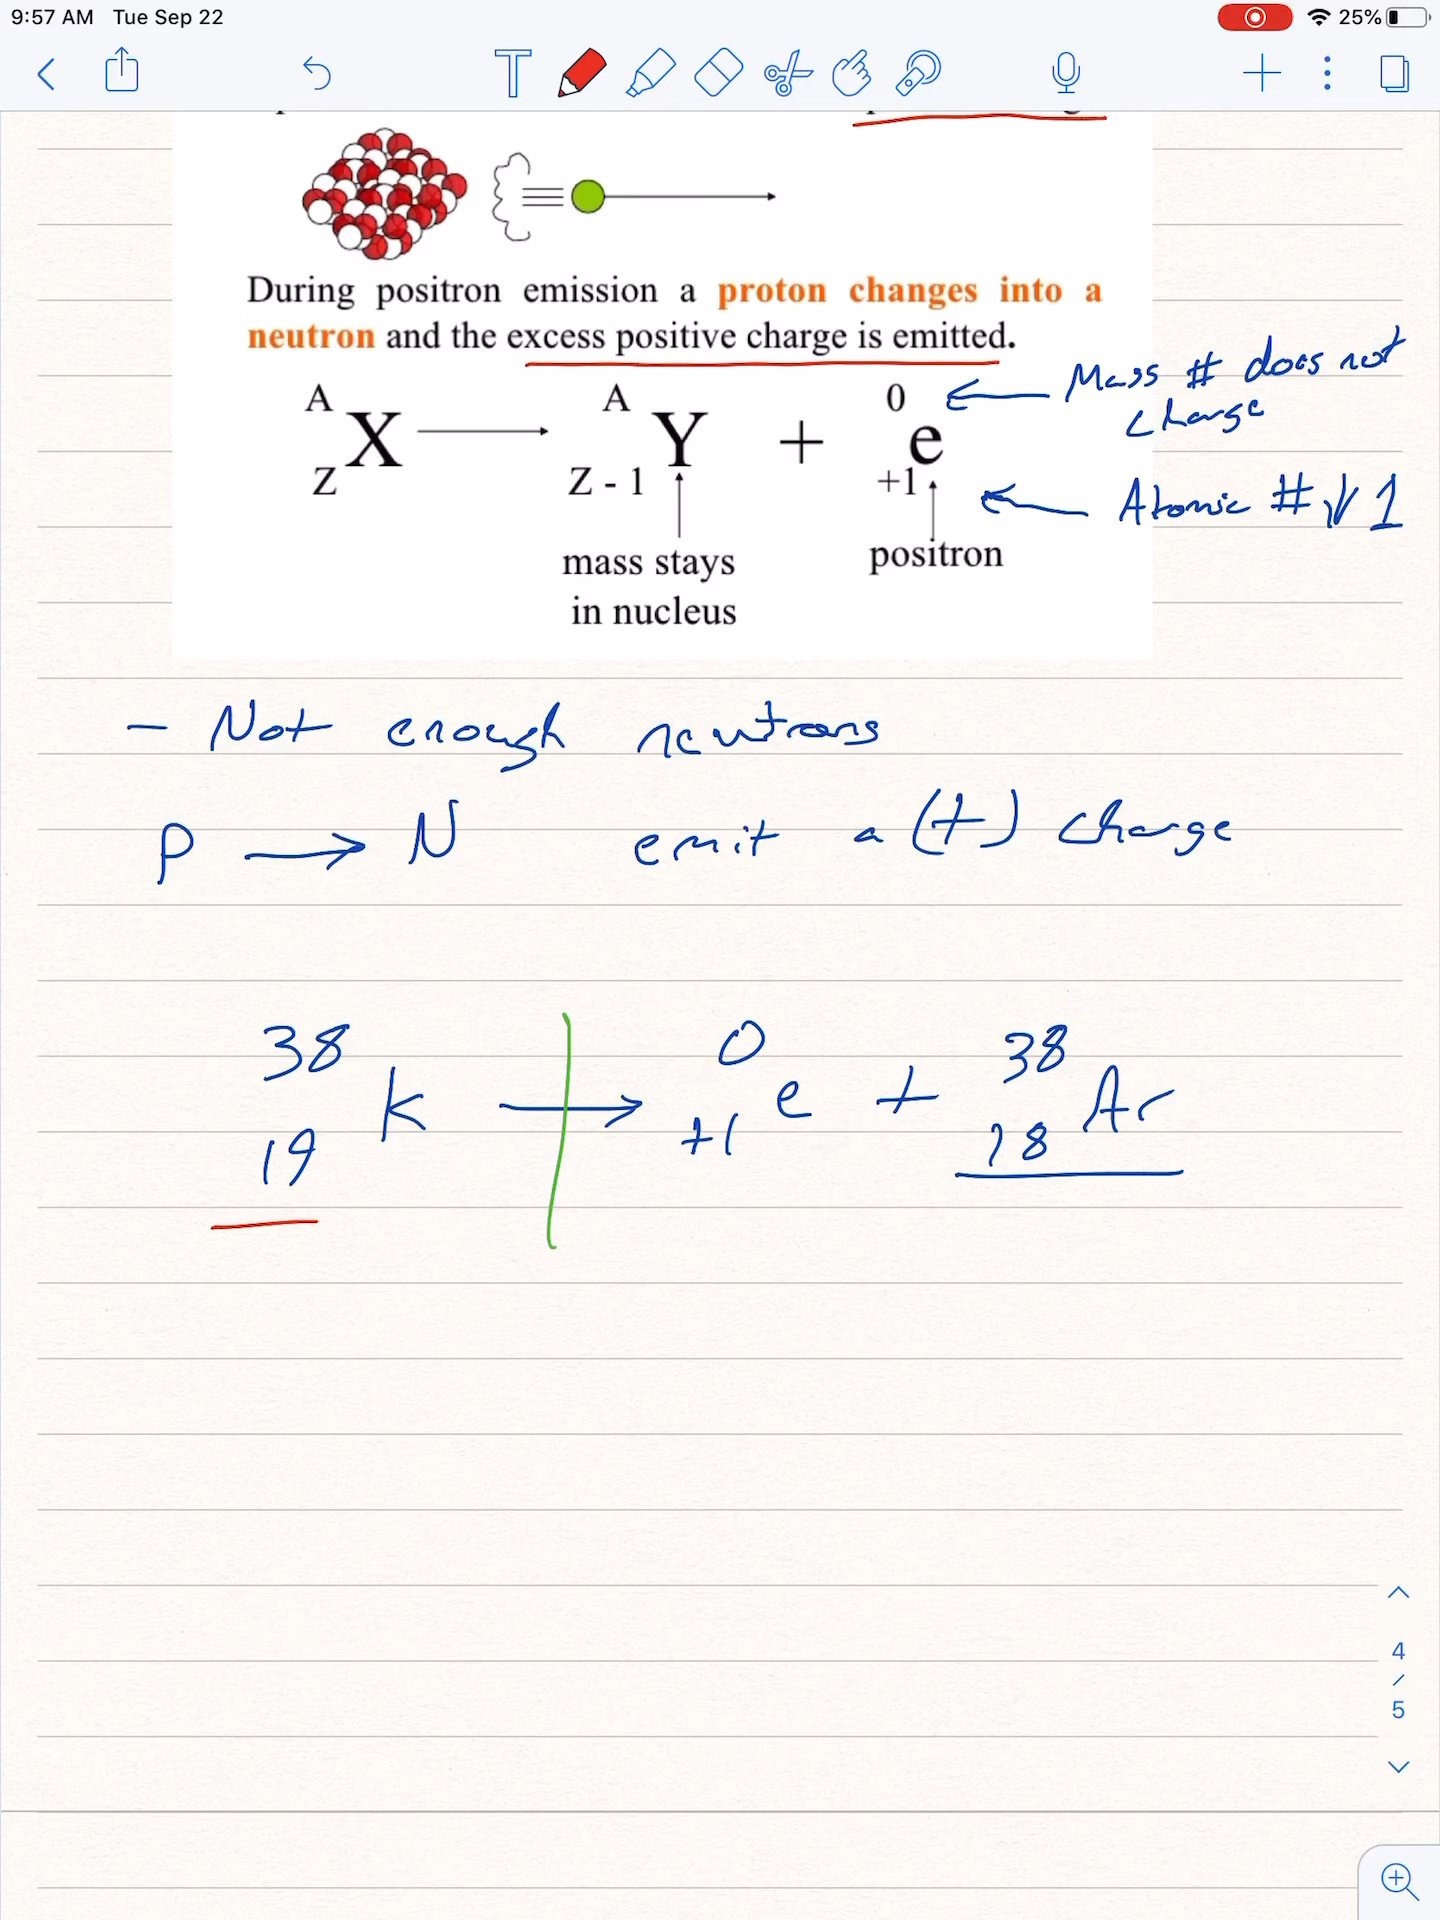 9:57 AM Tue Sep 22
25%
During positron emission a proton changes into a
neutron and the excess positive charge is emitted.
A
X
Z
A
Y
Z - 1
+
0
e
+1
Mass # does not
change
Atomic # ↓ 1
mass stays
in nucleus
positron
- Not enough neutrons
P → N emit a (+) charge
38
19
K
→
0
+1
e
+
38
18
Ar
4
/
5